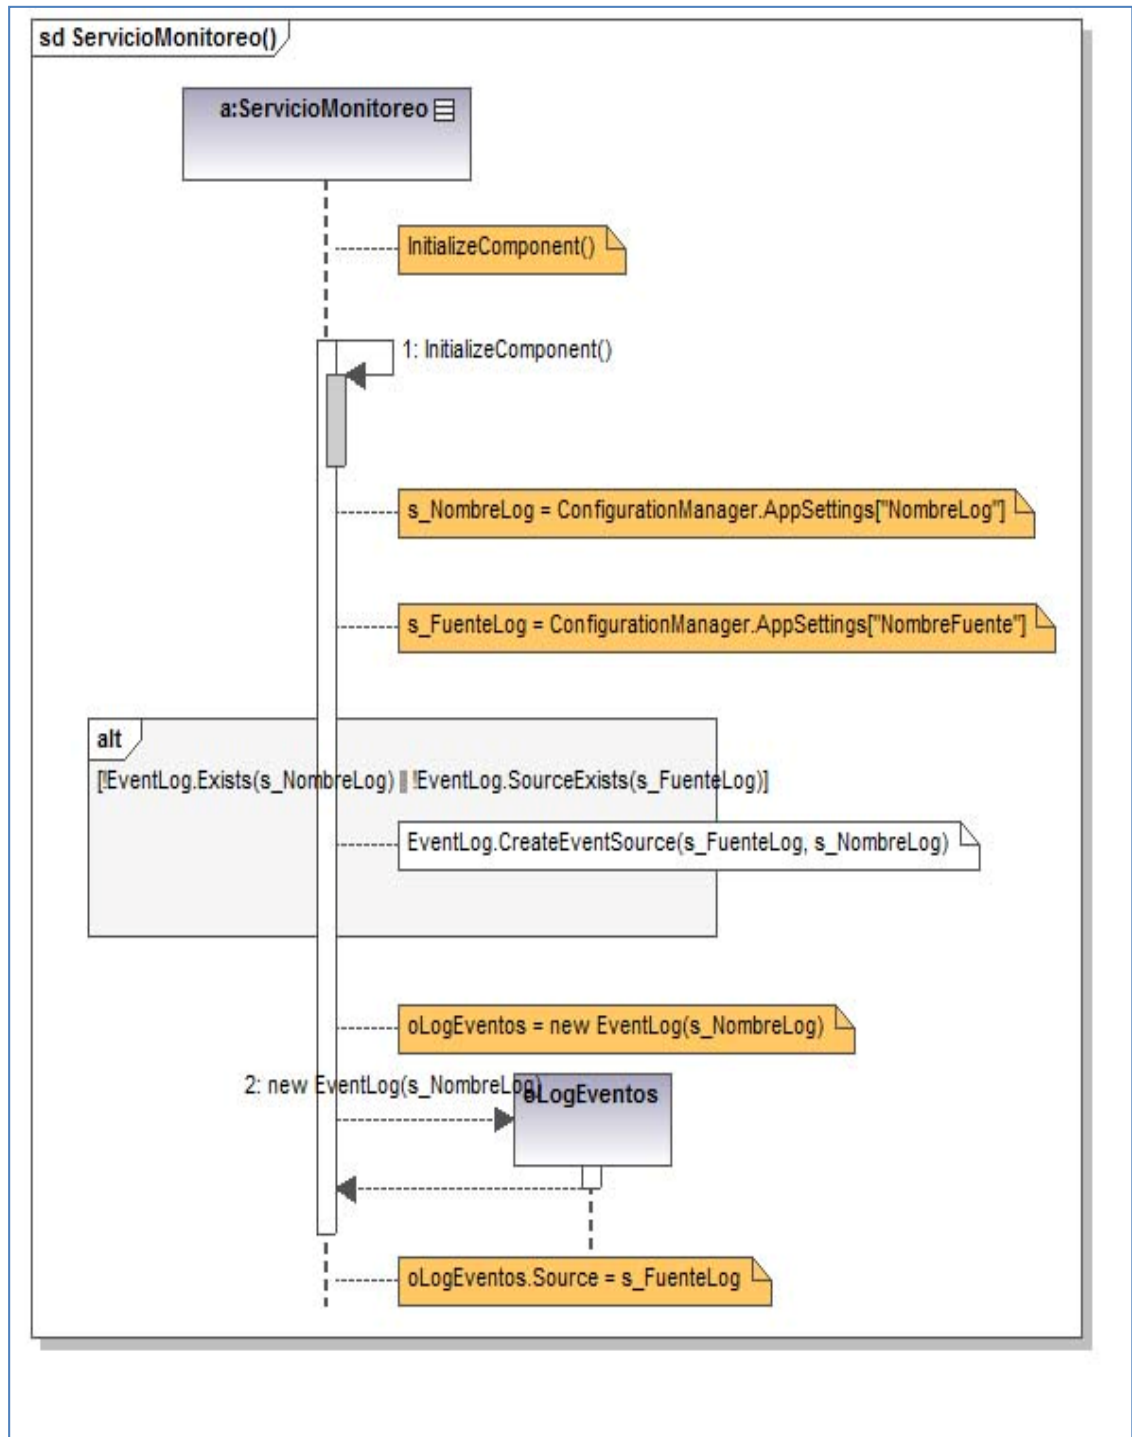 sd ServicioMonitoreo()
a:ServicioMonitoreo
InitializeComponent()
1: InitializeComponent()
s_NombreLog = ConfigurationManager.AppSettings["NombreLog"]
s_FuenteLog = ConfigurationManager.AppSettings["NombreFuente"]
alt
[!EventLog.Exists(s_NombreLog) || !EventLog.SourceExists(s_FuenteLog)]
EventLog.CreateEventSource(s_FuenteLog, s_NombreLog)
oLogEventos = new EventLog(s_NombreLog)
2: new EventLog(s_NombreLog)
oLogEventos
oLogEventos.Source = s_FuenteLog